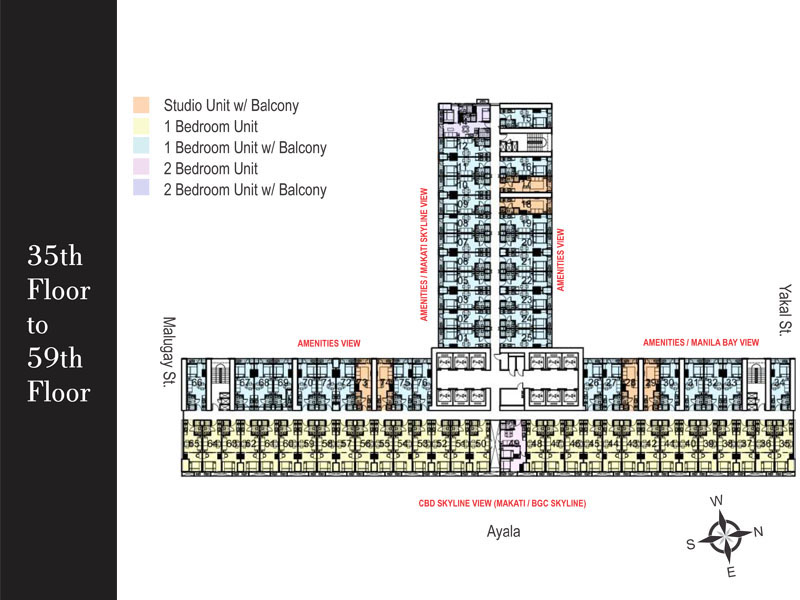 35th
Floor
to
59th
Floor
Studio Unit w/ Balcony
1 Bedroom Unit
1 Bedroom Unit w/ Balcony
2 Bedroom Unit
2 Bedroom Unit w/ Balcony
AMENITIES / MAKATI SKYLINE VIEW
AMENITIES VIEW
15
12
11 16
10 17
09 18
08 19
07 20
06 21
05 22
03 23
02 24
25
Malugay St.
AMENITIES VIEW
AMENITIES / MANILA BAY VIEW
Yakal St.
66 67 68 69 70 71 72 73 74 75 76 26 27 28 29 30 31 32 33 34
65 64 63 62 61 60 59 58 57 56 55 54 53 52 51 50 49 48 47 46 45 44 43 42 41 40 39 38 37 36 35
CBD SKYLINE VIEW (MAKATI / BGC SKYLINE)
Ayala
W
N
S
E